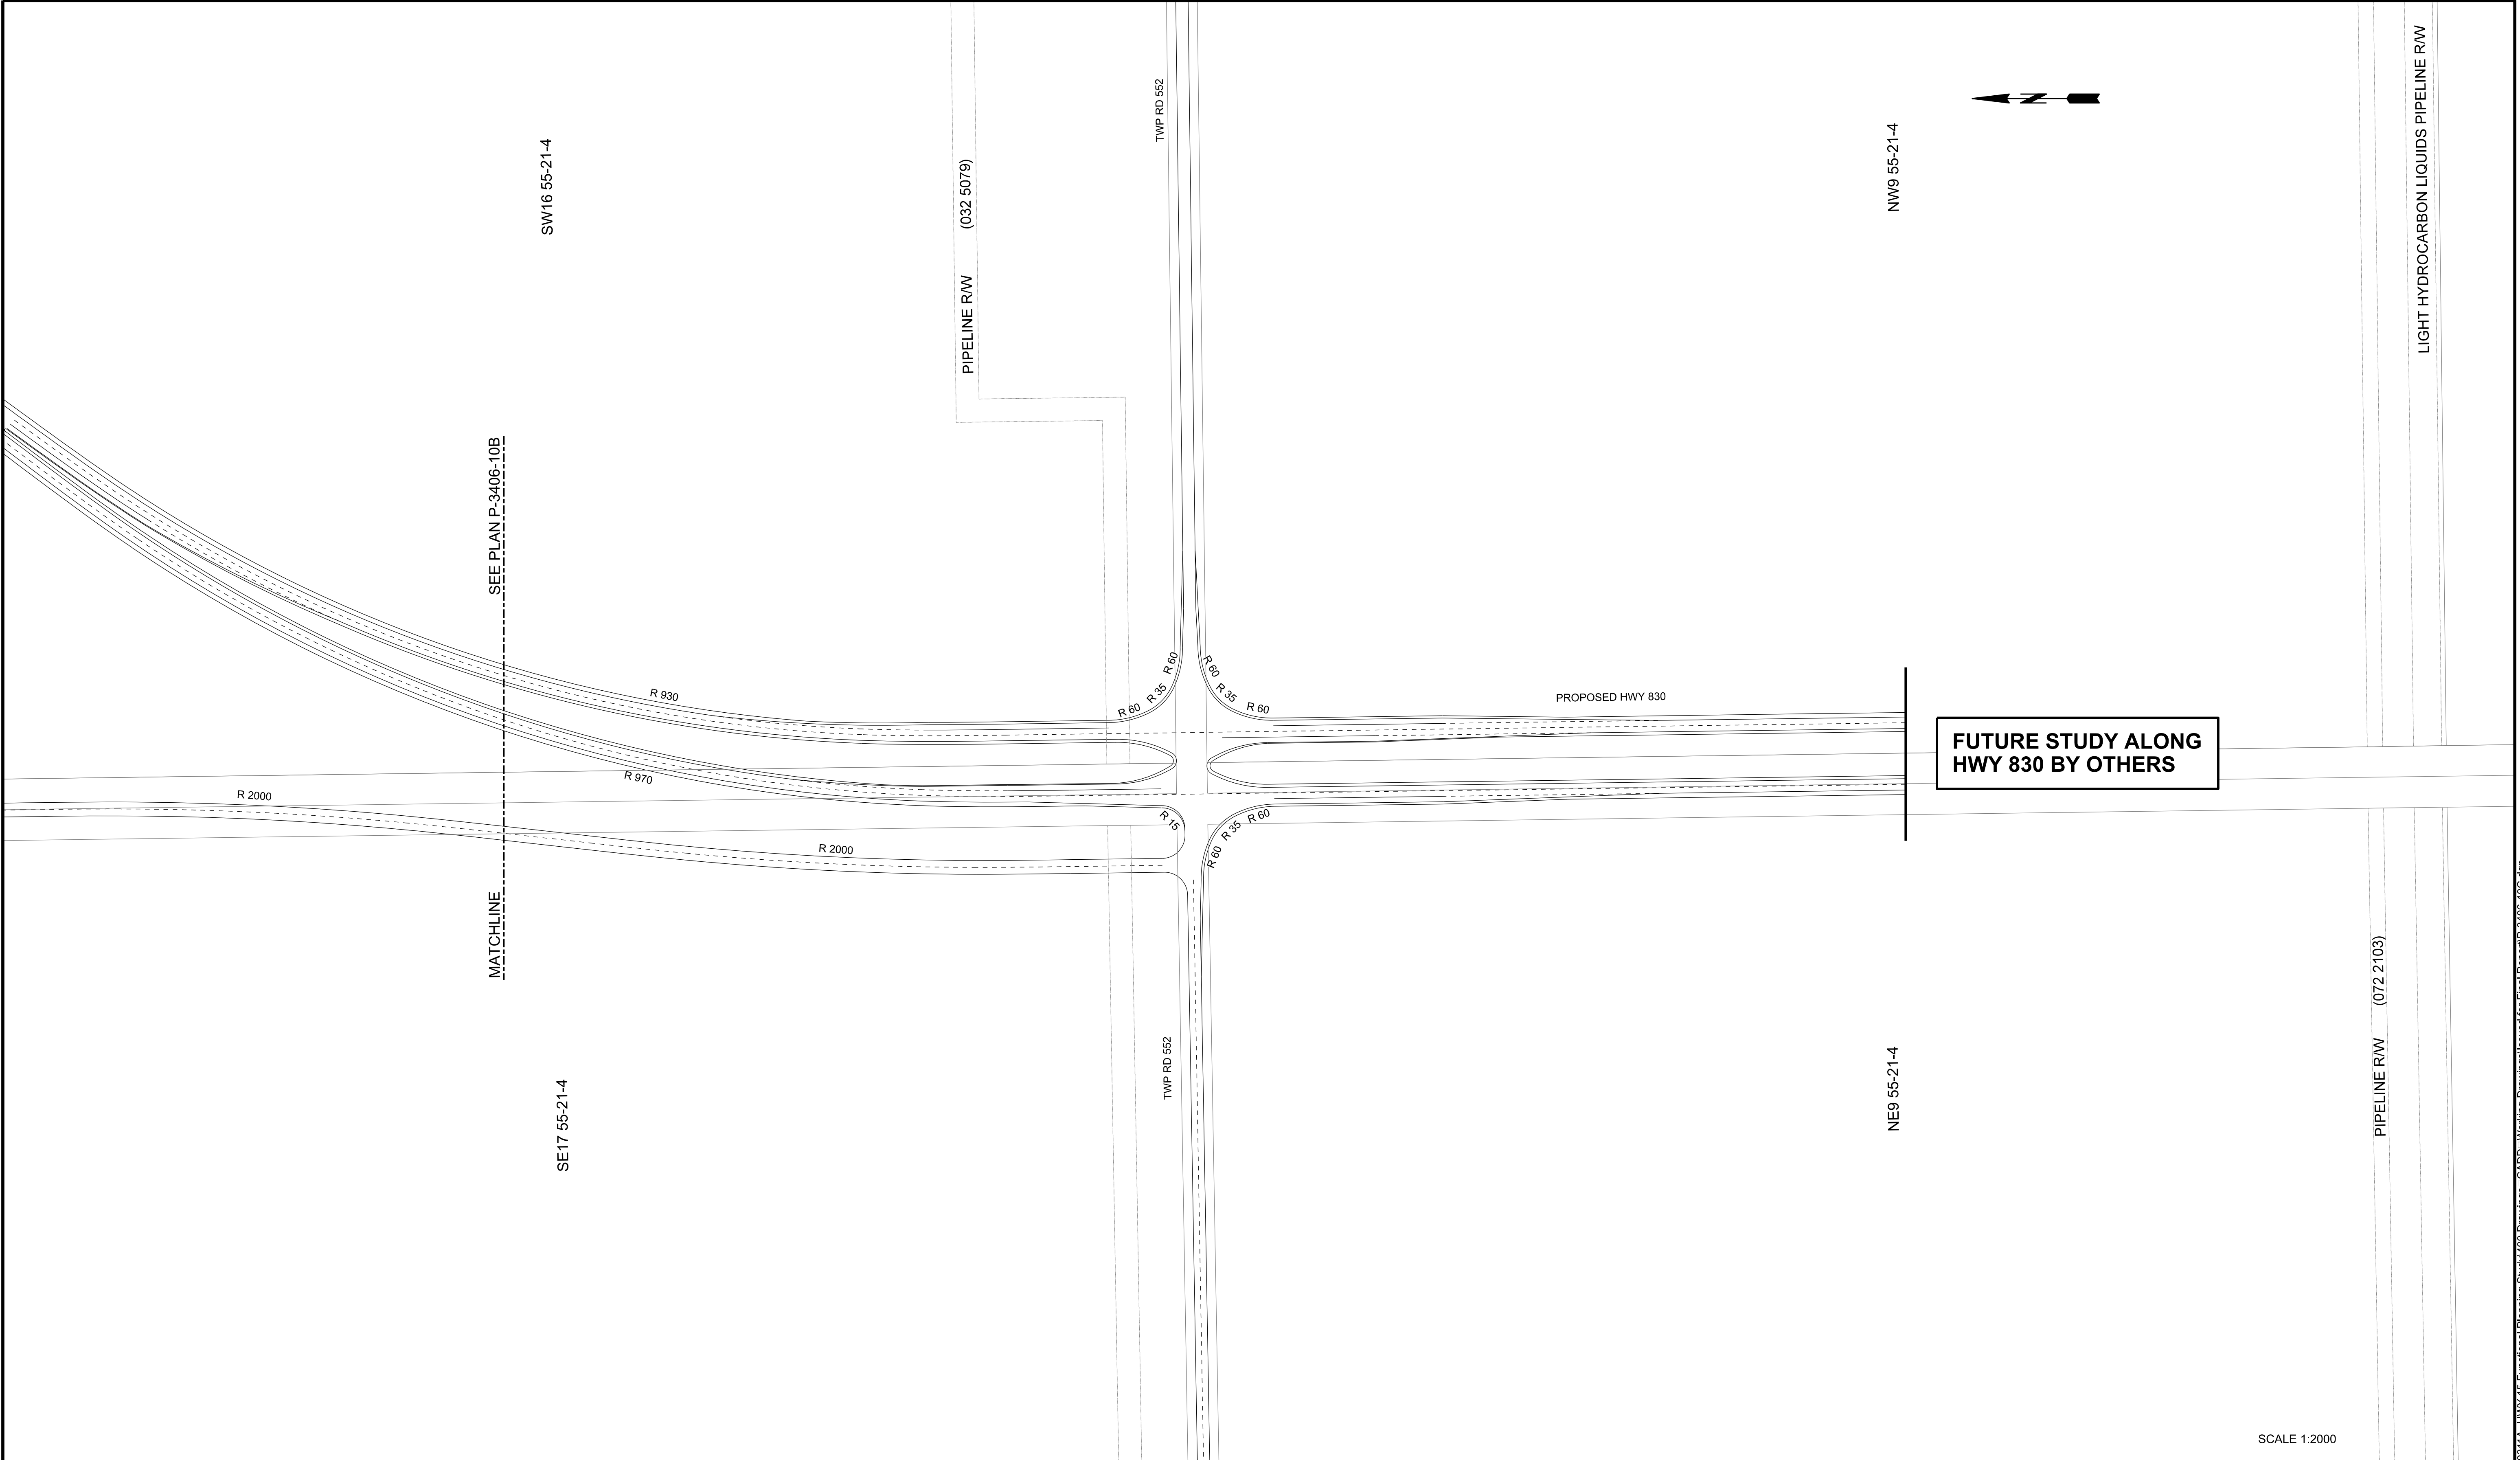 SW16 55-21-4
PIPELINE R/W (032 5079)
TWP RD 552
NW9 55-21-4
LIGHT HYDROCARBON LIQUIDS PIPELINE R/W
N
MATCHLINE SEE PLAN P-3406-10B
R 930
R 60
R 35
R 60
R 60
R 35
R 60
PROPOSED HWY 830
FUTURE STUDY ALONG
HWY 830 BY OTHERS
R 970
R 2000
R 2000
R 15
R 60
R 35
R 60
TWP RD 552
SE17 55-21-4
NE9 55-21-4
PIPELINE R/W (072 2103)
SCALE 1:2000